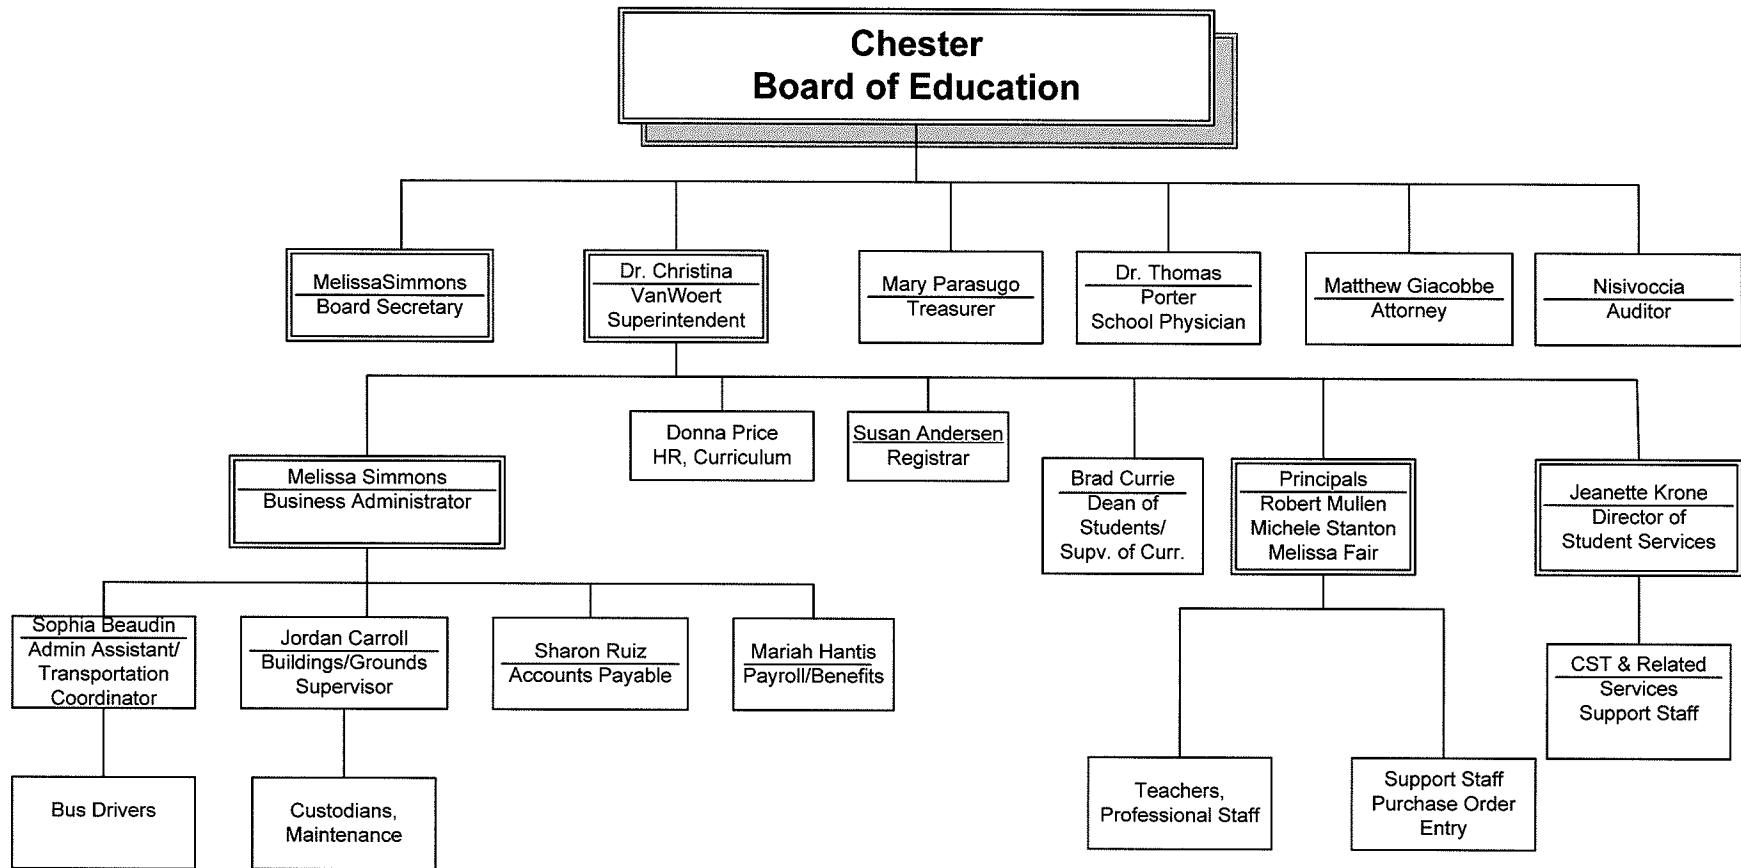 Chester
Board of Education
MelissaSimmons
Board Secretary
Dr. Christina
VanWoert
Superintendent
Mary Parasugo
Treasurer
Dr. Thomas
Porter
School Physician
Matthew Giacobbe
Attorney
Nisivoccia
Auditor
Melissa Simmons
Business Administrator
Donna Price
HR, Curriculum
Susan Andersen
Registrar
Brad Currie
Dean of
Students/
Supv. of Curr.
Principals
Robert Mullen
Michele Stanton
Melissa Fair
Jeanette Krone
Director of
Student Services
Sophia Beaudin
Admin Assistant/
Transportation
Coordinator
Jordan Carroll
Buildings/Grounds
Supervisor
Sharon Ruiz
Accounts Payable
Mariah Hantis
Payroll/Benefits
CST & Related
Services
Support Staff
Bus Drivers
Custodians,
Maintenance
Teachers,
Professional Staff
Support Staff
Purchase Order
Entry